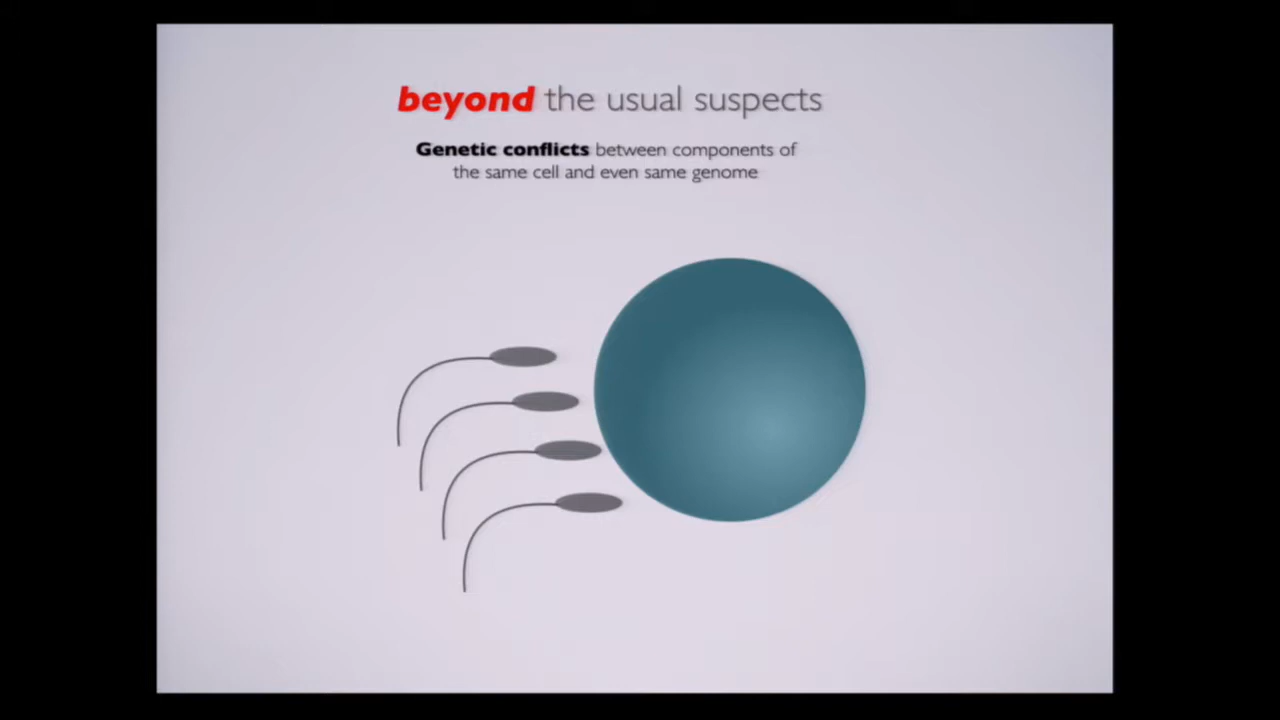 beyond the usual suspects
Genetic conflicts between components of
the same cell and even same genome